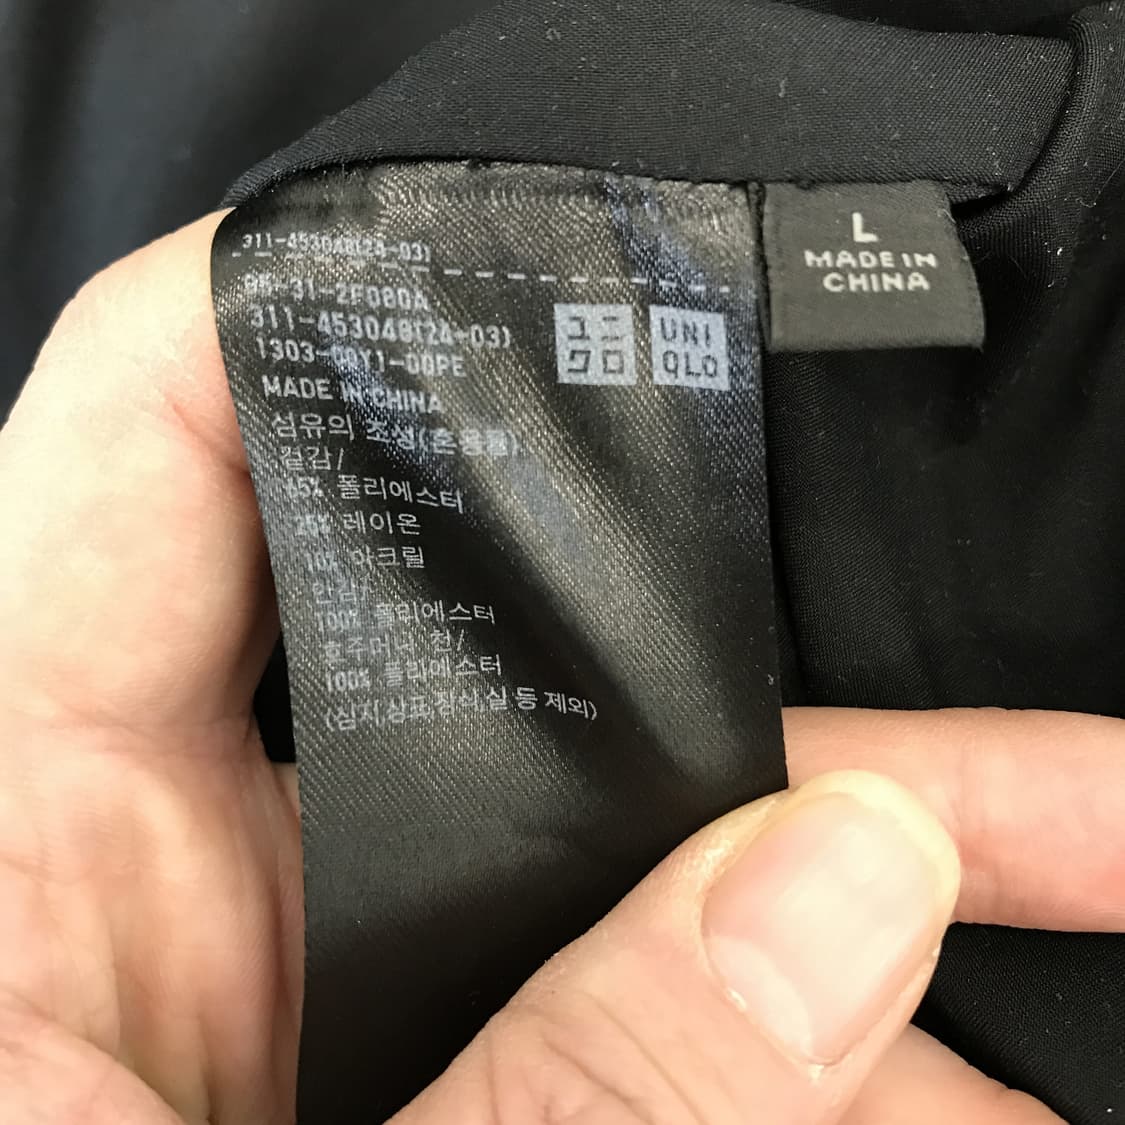 311-453048(24-03)
311-453048(24-03)
MADE IN CHINA
섬유의 조성(혼용률)
겉감/
65% 폴리에스터
25% 레이온
10% 아크릴
안감/
100% 폴리에스터
호주머니 천/
100% 폴리에스터
(심지,상표,장식,실 등 제외)
ユニ
クロ
UNI
QLO
L
MADE IN
CHINA